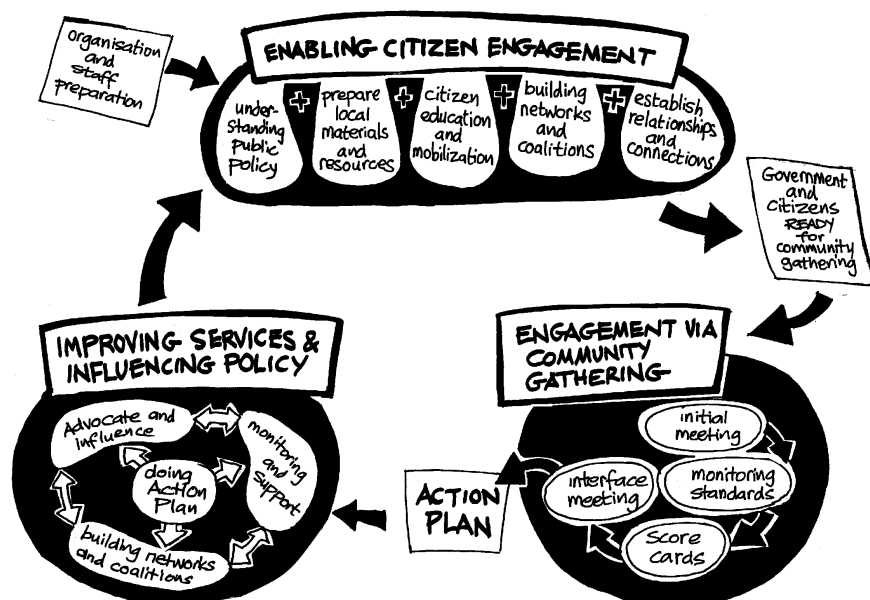 Organisation
and
staff
preparation
ENABLING CITIZEN ENGAGEMENT
under-
standing
public
policy
prepare
local
materials
and
resources
citizen
education
and
mobilization
building
networks
and
coalitions
establish
relationships
and
connections
Government
and
Citizens
READY
for
community
gathering
ENGAGEMENT VIA
COMMUNITY
GATHERING
initial
meeting
monitoring
standards
Score
cards
interface
meeting
ACTION
PLAN
IMPROVING SERVICES &
INFLUENCING POLICY
Advocate and
influence
monitoring
and support
doing
Action
Plan
building networks
and coalitions